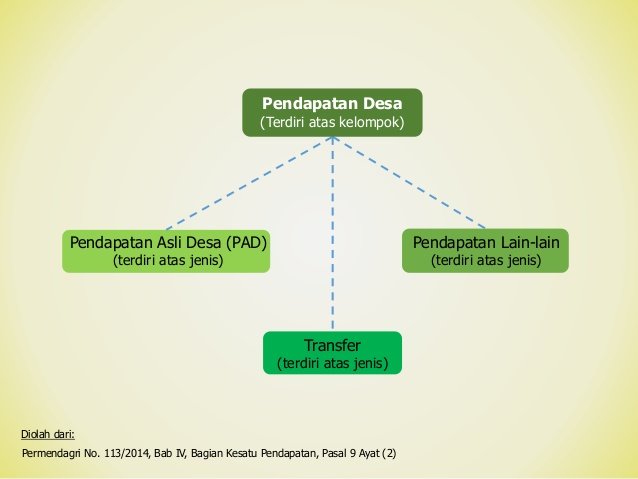 Pendapatan Desa
(Terdiri atas kelompok)
Pendapatan Asli Desa (PAD)
(terdiri atas jenis)
Pendapatan Lain-lain
(terdiri atas jenis)
Transfer
(terdiri atas jenis)
Diolah dari:
Permendagri No. 113/2014, Bab IV, Bagian Kesatu Pendapatan, Pasal 9 Ayat (2)